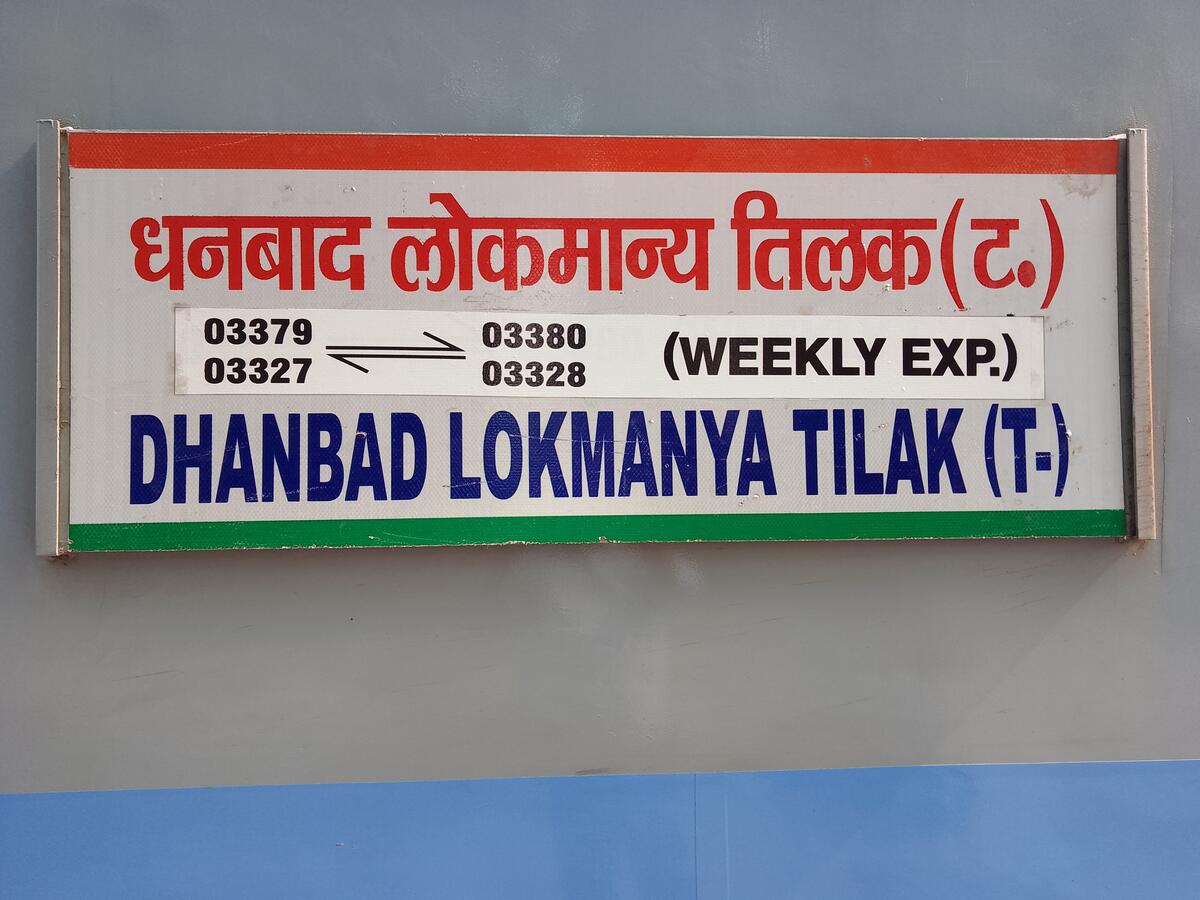 धनबाद लोकमान्य तिलक (ट.)
03379 03380
03327 03328
(WEEKLY EXP.)
DHANBAD LOKMANYA TILAK (T-)